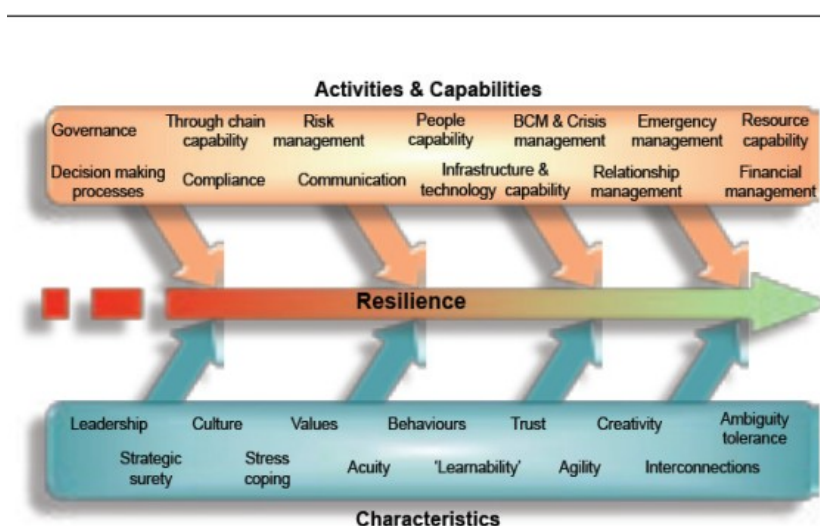 Activities & Capabilities
Governance
Through chain
capability
Risk
management
People
capability
BCM & Crisis
management
Emergency
management
Resource
capability
Decision making
processes
Compliance
Communication
Infrastructure &
technology capability
Relationship
management
Financial
management
Resilience
Leadership
Culture
Values
Behaviours
Trust
Creativity
Ambiguity
tolerance
Strategic
surety
Stress
coping
Acuity
'Learnability'
Agility
Interconnections
Characteristics